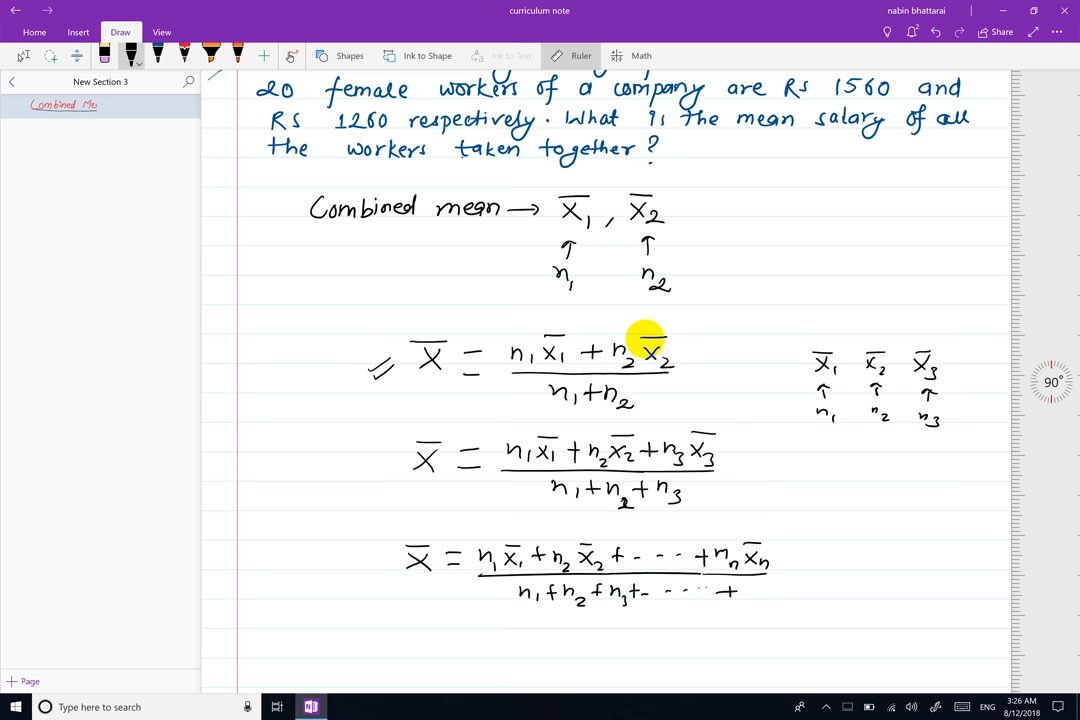 curriculum note
nabin bhattarai
Home Insert Draw View
Share
Shapes Ink to Shape Ink to Text Ruler Math
New Section 3
Combined Me
20 female workers of a company are Rs 1560 and
Rs 1260 respectively. What is the mean salary of all
the workers taken together?
Combined mean → X̅₁, X̅₂
↑ ↑
n₁ n₂
X̅ = n₁X̅₁ + n₂X̅₂
n₁+n₂
X̅₁ X̅₂ X̅₃
↑ ↑ ↑
n₁ n₂ n₃
X̅ = n₁X̅₁ + n₂X̅₂ + n₃X̅₃
n₁+n₂+n₃
X̅ = n₁X̅₁ + n₂X̅₂ + - - - - + nₙX̅ₙ
n₁+n₂+n₃+- - - - - +
90°
+ Page
Type here to search
ENG
3:26 AM
8/12/2018